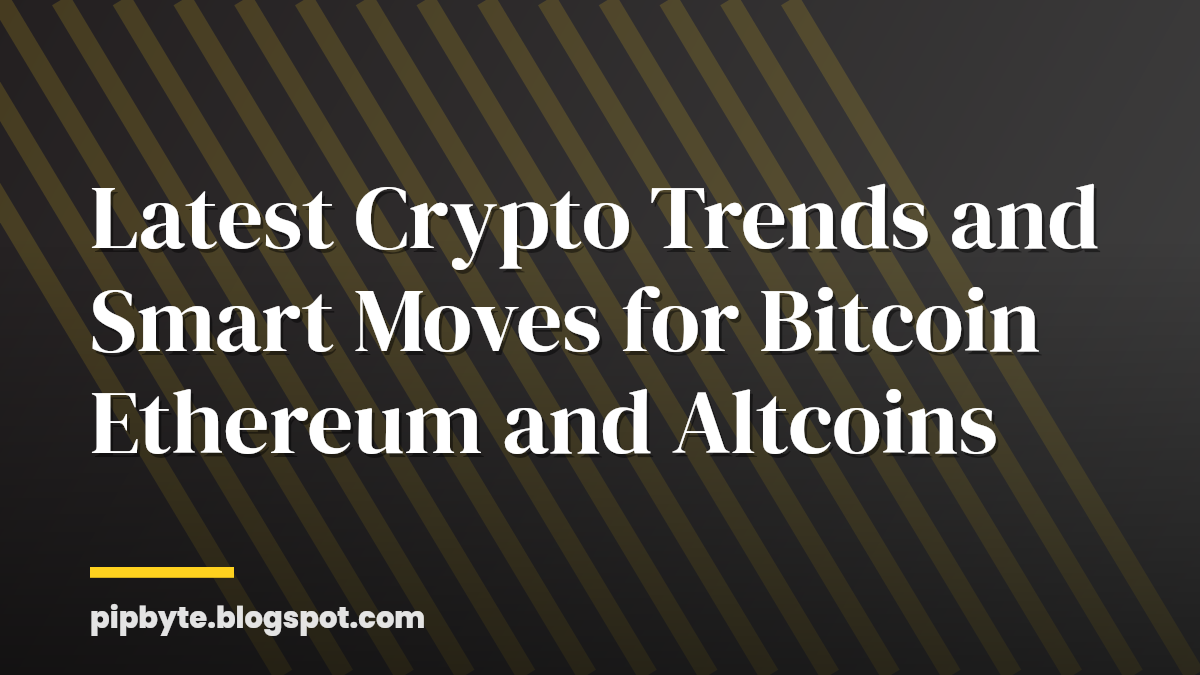 Latest Crypto Trends and
Smart Moves for Bitcoin
Ethereum and Altcoins
pipbyte.blogspot.com